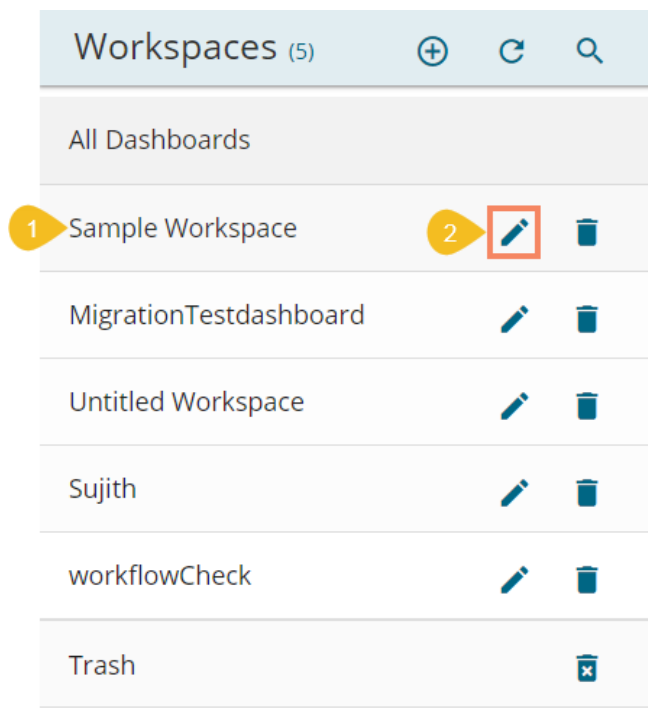 Workspaces (5)
All Dashboards
1 Sample Workspace 2
MigrationTestdashboard
Untitled Workspace
Sujith
workflowCheck
Trash